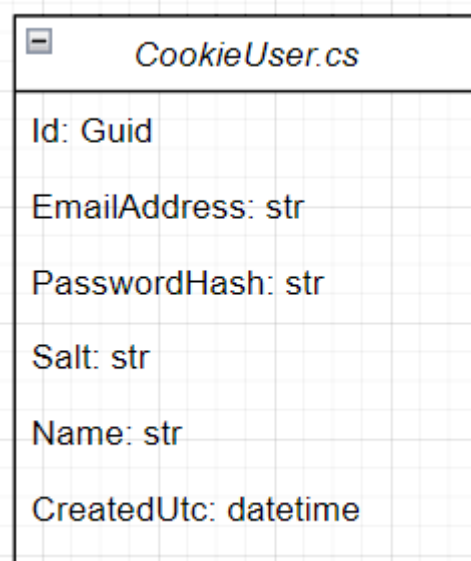 CookieUser.cs
Id: Guid
EmailAddress: str
PasswordHash: str
Salt: str
Name: str
CreatedUtc: datetime